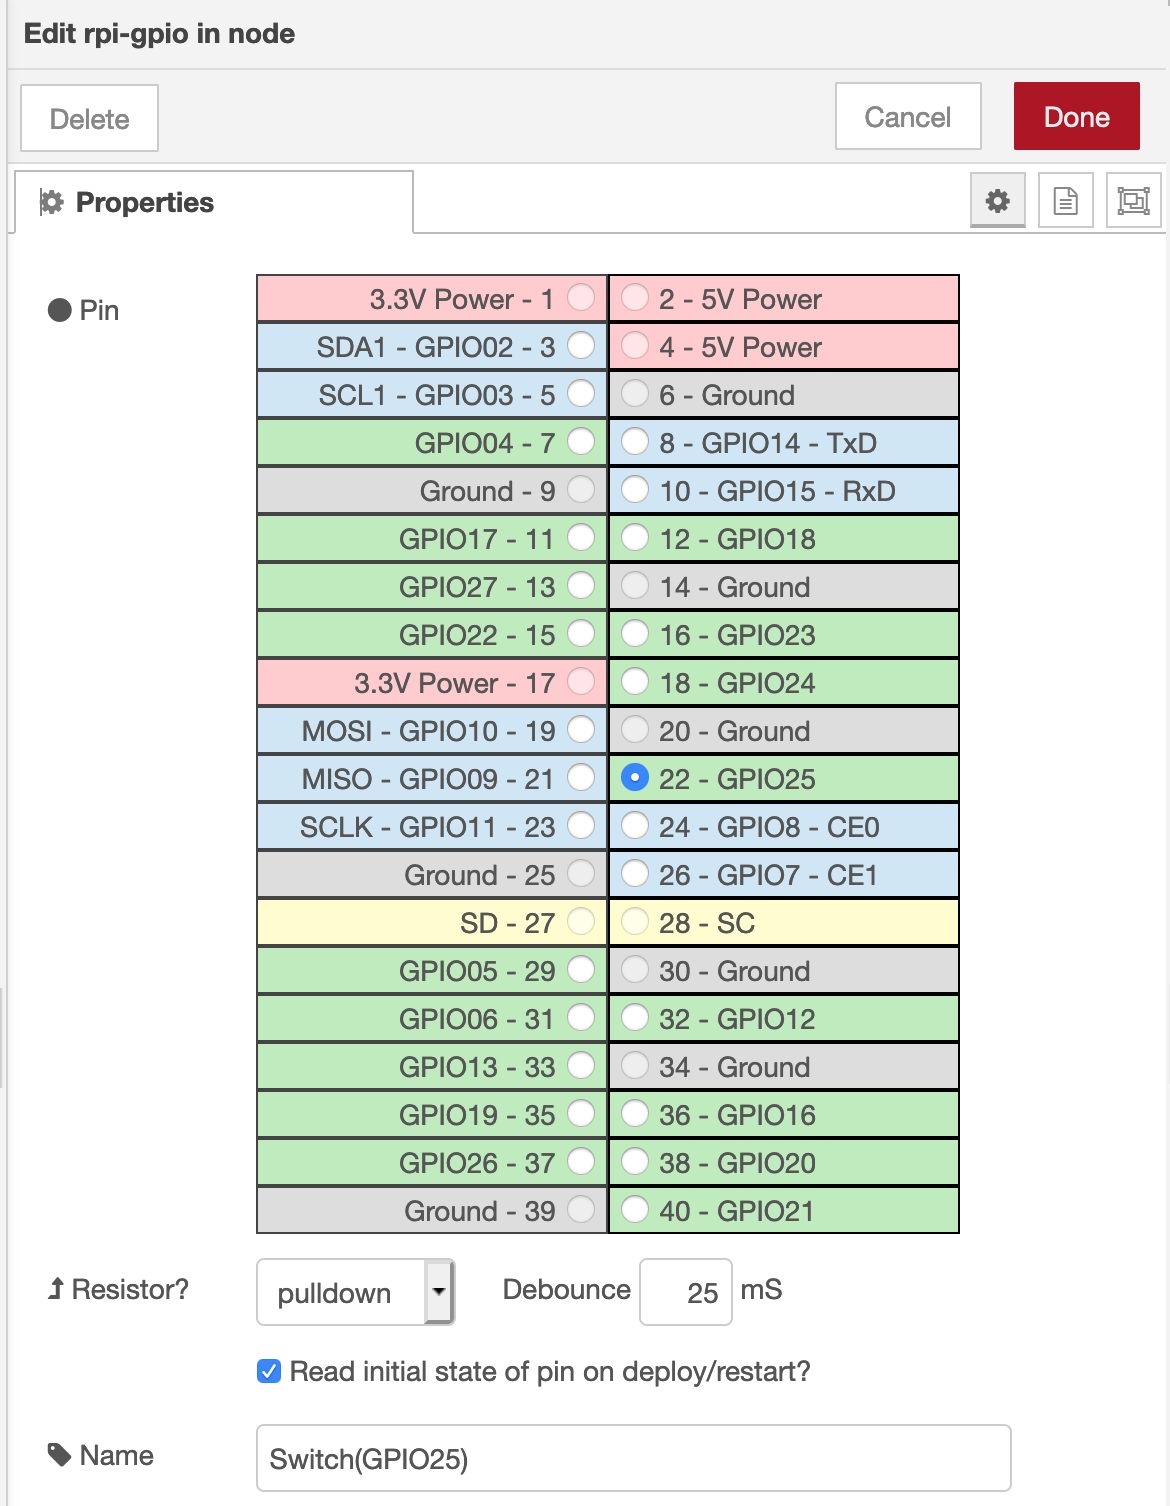 Edit rpi-gpio in node
Delete Cancel Done
Properties
Pin
3.3V Power - 1 2 - 5V Power
SDA1 - GPIO02 - 3 4 - 5V Power
SCL1 - GPIO03 - 5 6 - Ground
GPIO04 - 7 8 - GPIO14 - TxD
Ground - 9 10 - GPIO15 - RxD
GPIO17 - 11 12 - GPIO18
GPIO27 - 13 14 - Ground
GPIO22 - 15 16 - GPIO23
3.3V Power - 17 18 - GPIO24
MOSI - GPIO10 - 19 20 - Ground
MISO - GPIO09 - 21 22 - GPIO25
SCLK - GPIO11 - 23 24 - GPIO8 - CE0
Ground - 25 26 - GPIO7 - CE1
SD - 27 28 - SC
GPIO05 - 29 30 - Ground
GPIO06 - 31 32 - GPIO12
GPIO13 - 33 34 - Ground
GPIO19 - 35 36 - GPIO16
GPIO26 - 37 38 - GPIO20
Ground - 39 40 - GPIO21
Resistor? pulldown Debounce 25 mS
Read initial state of pin on deploy/restart?
Name Switch(GPIO25)